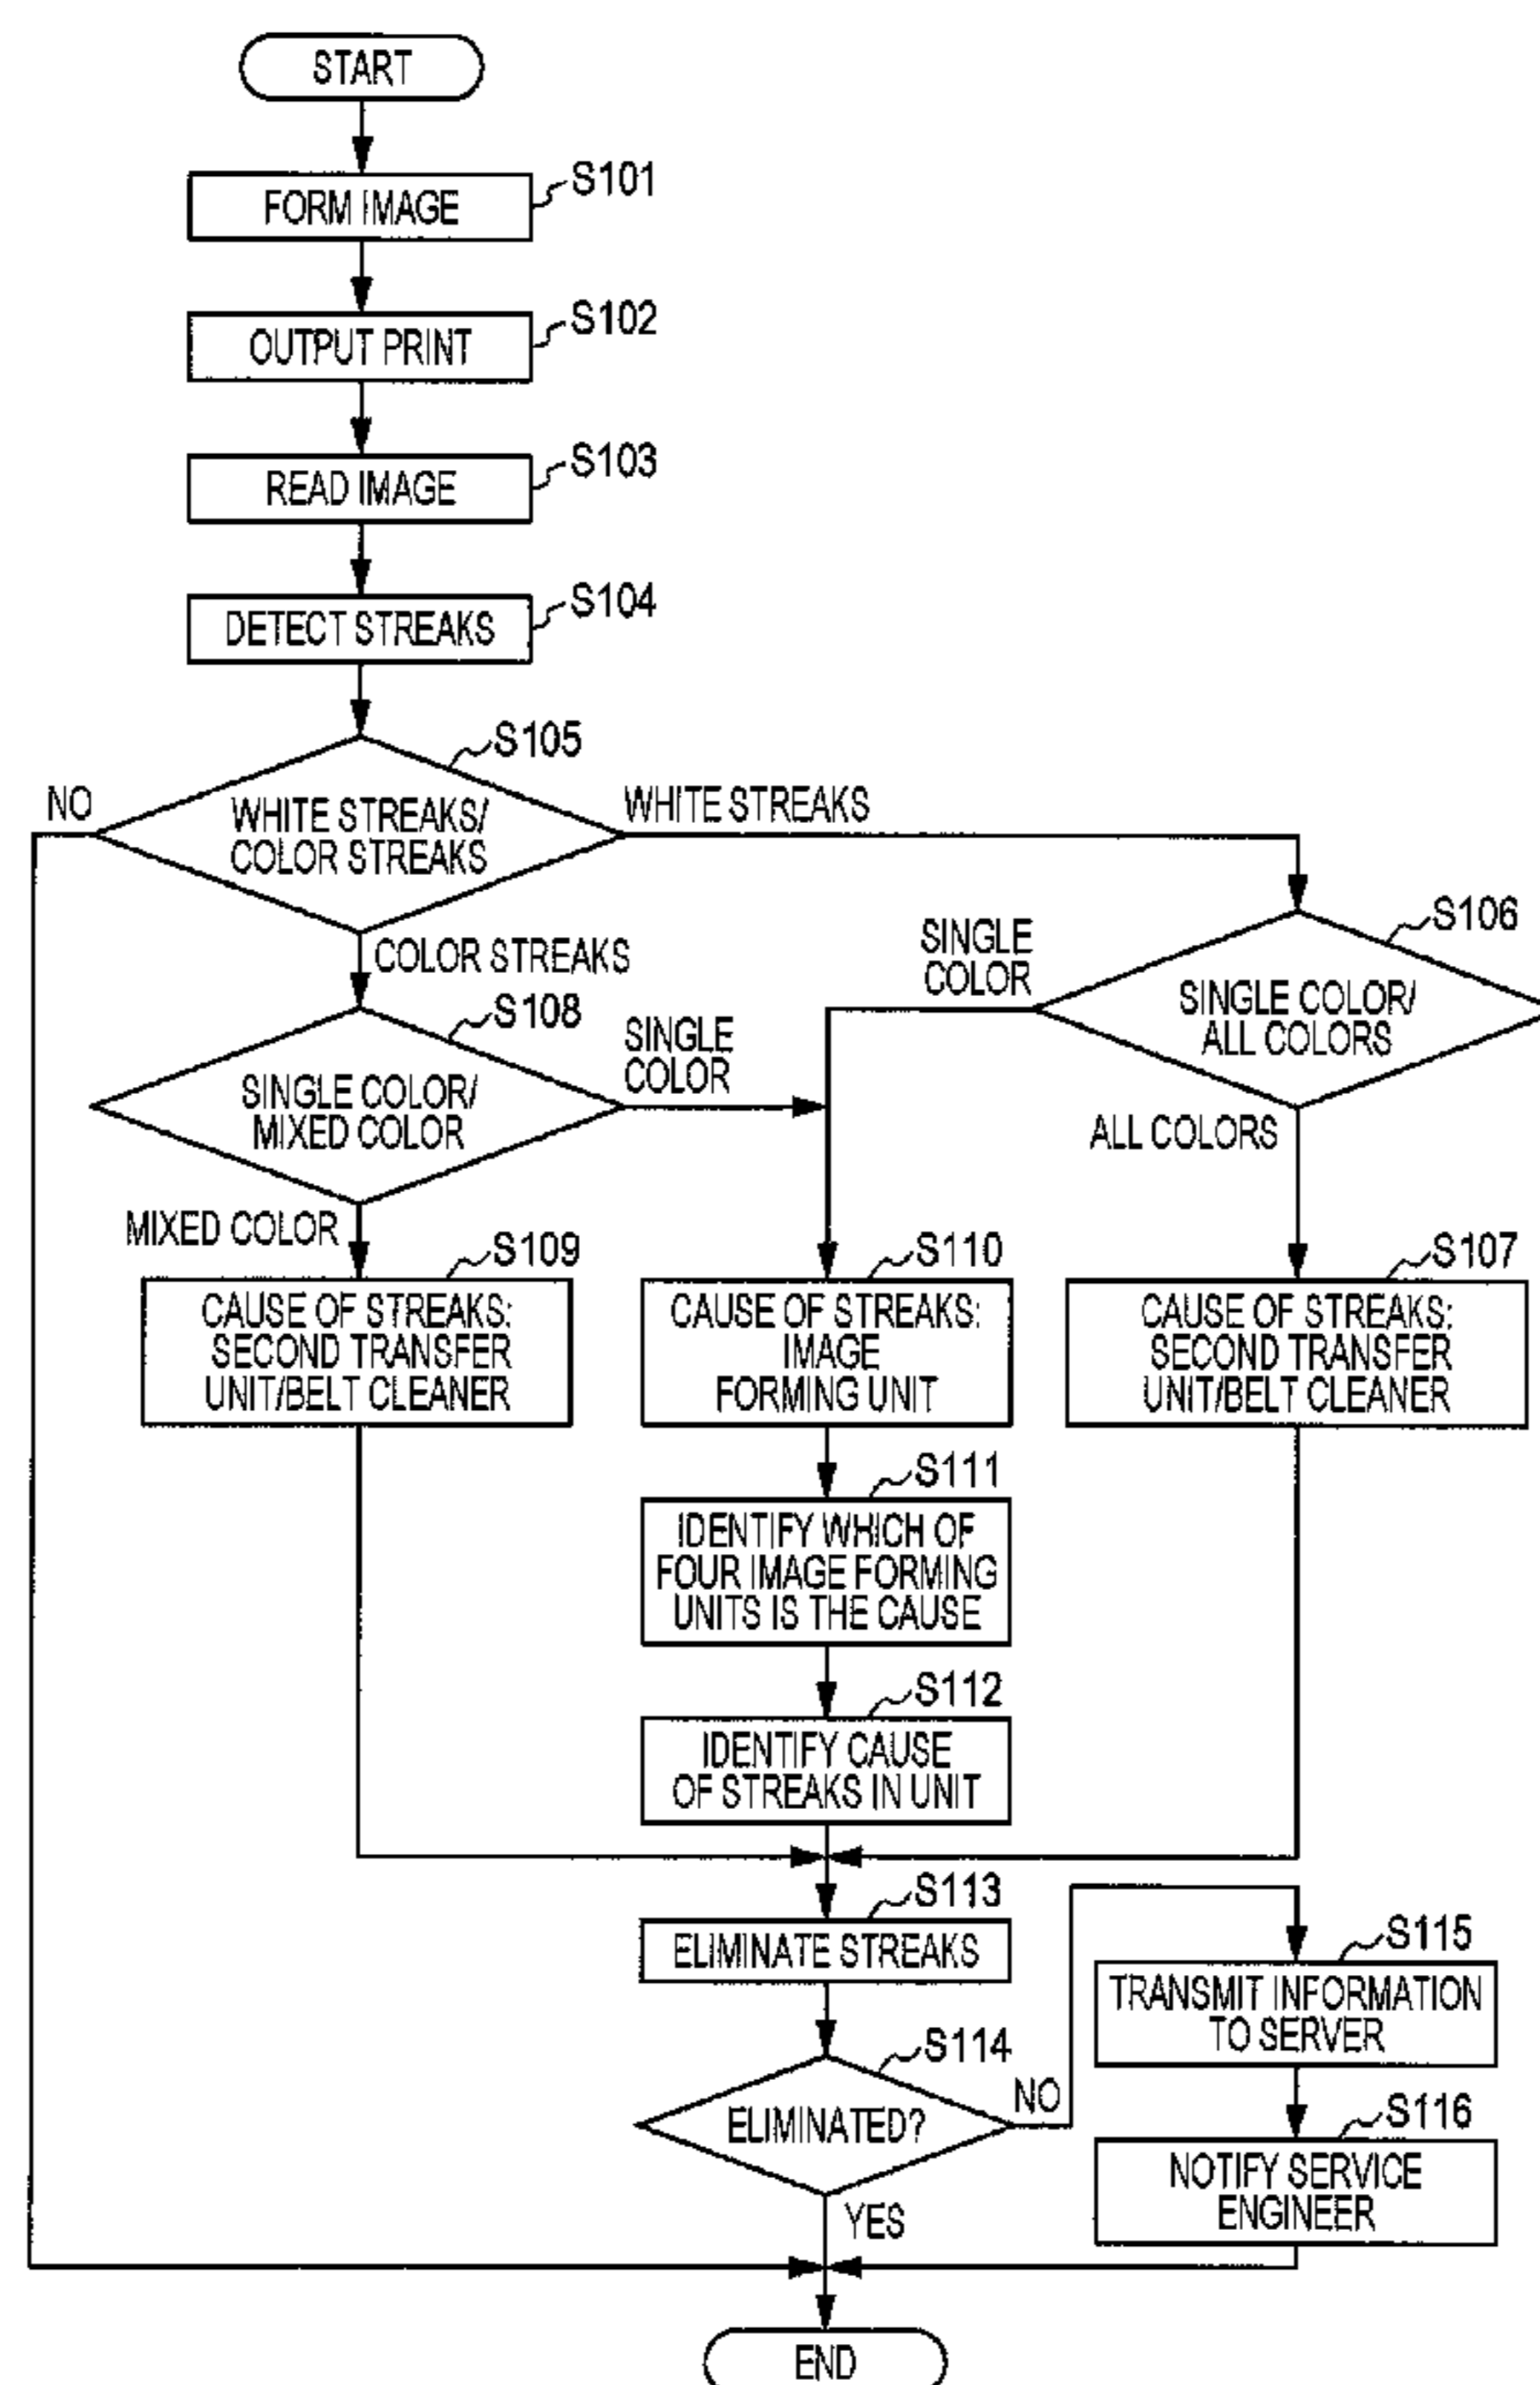 START
S101
FORM IMAGE
S102
OUTPUT PRINT
S103
READ IMAGE
S104
DETECT STREAKS
S105
NO
WHITE STREAKS/
COLOR STREAKS
WHITE STREAKS
S106
SINGLE
COLOR
SINGLE COLOR/
ALL COLORS
COLOR STREAKS
S108
SINGLE
COLOR
SINGLE COLOR/
MIXED COLOR
ALL COLORS
MIXED COLOR
S109
CAUSE OF STREAKS:
SECOND TRANSFER
UNIT/BELT CLEANER
S110
CAUSE OF STREAKS:
IMAGE
FORMING UNIT
S107
CAUSE OF STREAKS:
SECOND TRANSFER
UNIT/BELT CLEANER
S111
IDENTIFY WHICH OF
FOUR IMAGE FORMING
UNITS IS THE CAUSE
S112
IDENTIFY CAUSE
OF STREAKS IN UNIT
S113
ELIMINATE STREAKS
S114
ELIMINATED?
NO
S115
TRANSMIT INFORMATION
TO SERVER
S116
NOTIFY SERVICE
ENGINEER
YES
END